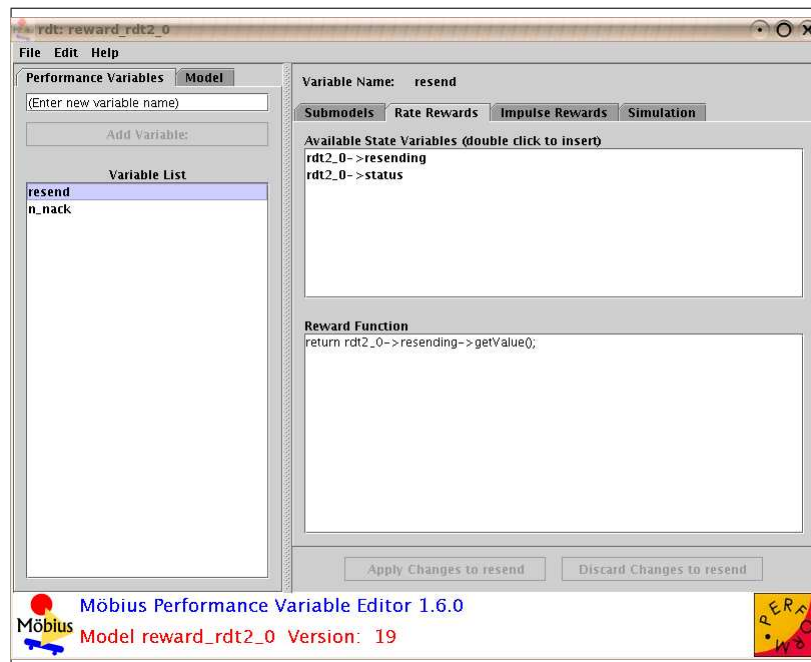 rdt: reward_rdt2_0
File Edit Help
Performance Variables Model
(Enter new variable name)
Add Variable:
Variable List
resend
n_nack
Variable Name: resend
Submodels Rate Rewards Impulse Rewards Simulation
Available State Variables (double click to insert)
rdt2_0->resending
rdt2_0->status
Reward Function
return rdt2_0->resending->getValue();
Apply Changes to resend Discard Changes to resend
Möbius
Möbius Performance Variable Editor 1.6.0
Model reward_rdt2_0 Version: 19
PERFORM